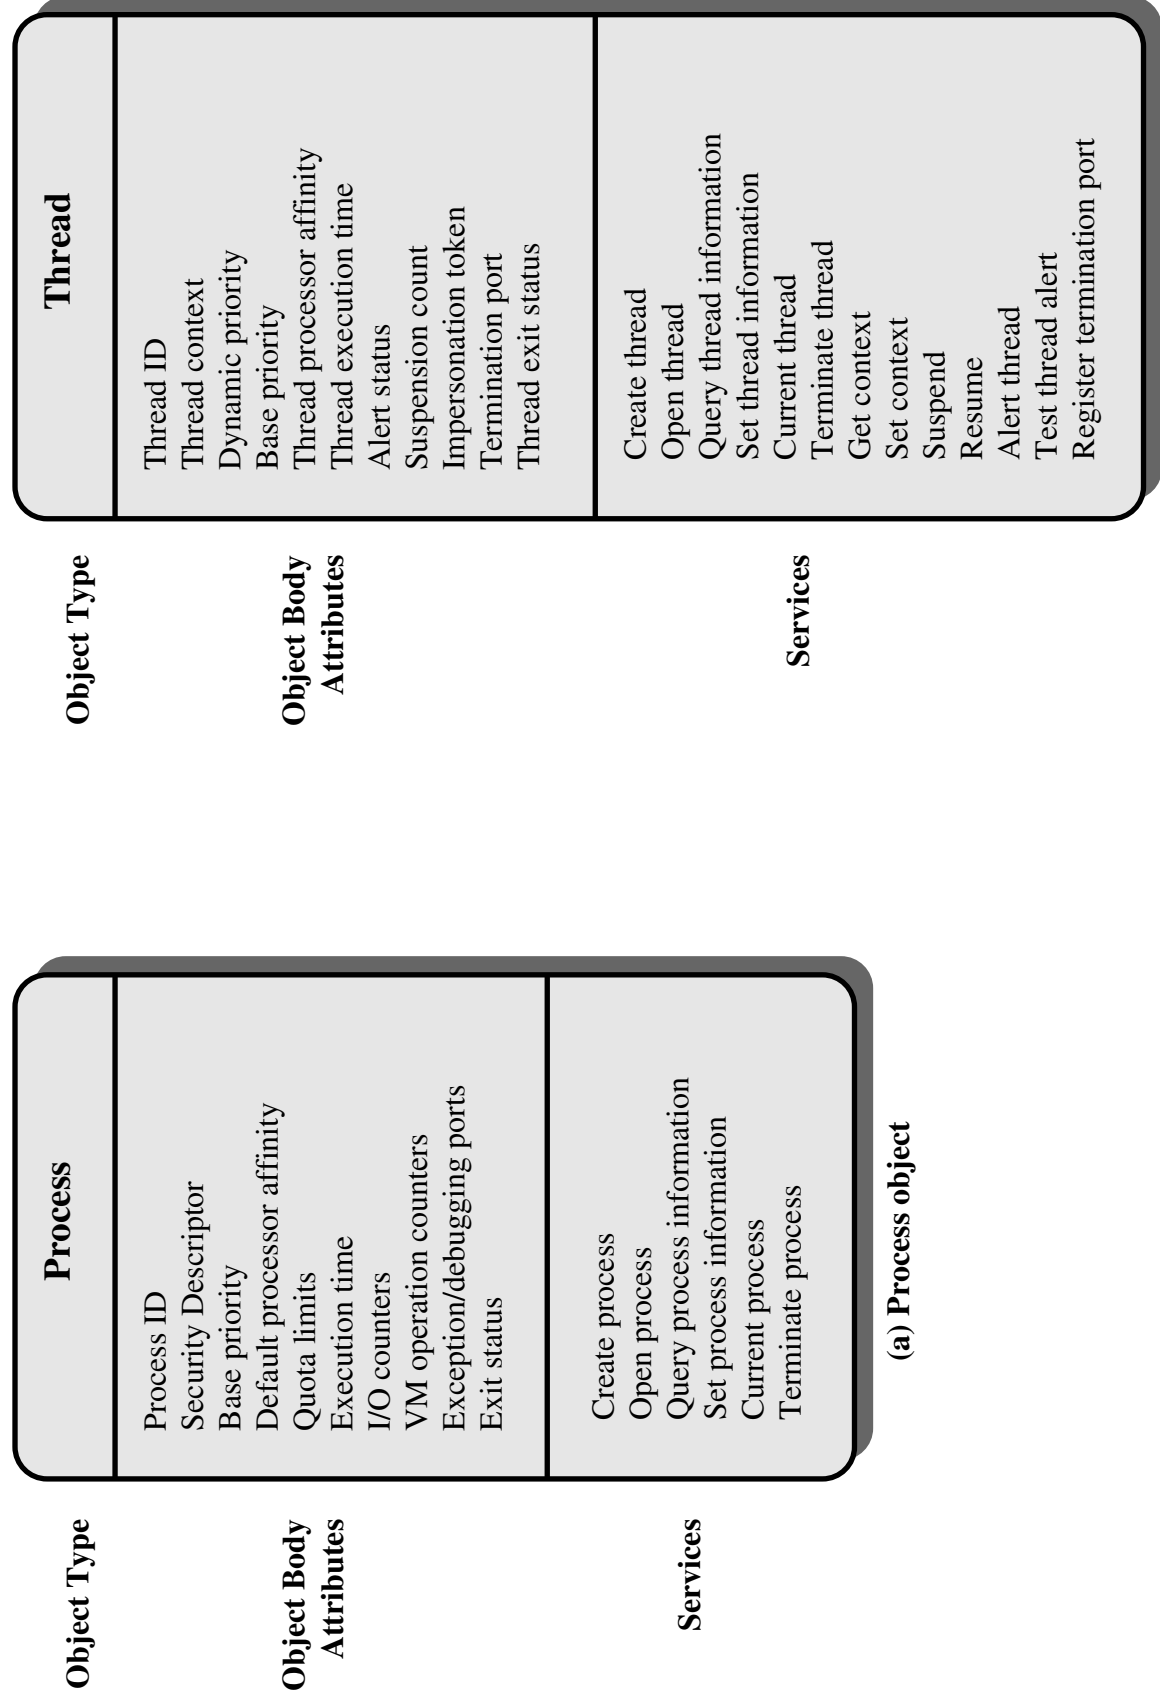 Object Type
Process
Object Body
Attributes
Process ID
Security Descriptor
Base priority
Default processor affinity
Quota limits
Execution time
I/O counters
VM operation counters
Exception/debugging ports
Exit status
Services
Create process
Open process
Query process information
Set process information
Current process
Terminate process
(a) Process object
Object Type
Thread
Object Body
Attributes
Thread ID
Thread context
Dynamic priority
Base priority
Thread processor affinity
Thread execution time
Alert status
Suspension count
Impersonation token
Termination port
Thread exit status
Services
Create thread
Open thread
Query thread information
Set thread information
Current thread
Terminate thread
Get context
Set context
Suspend
Resume
Alert thread
Test thread alert
Register termination port